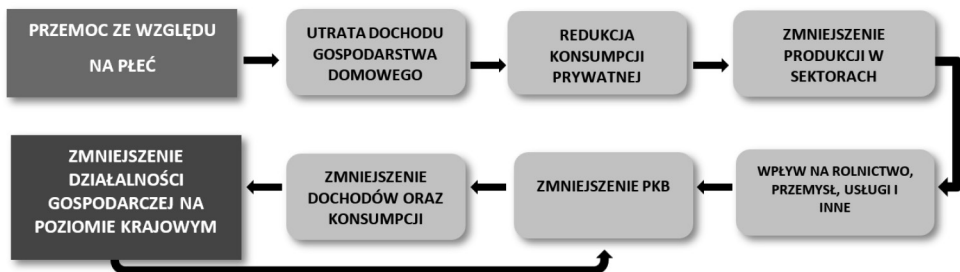 PRZEMOC ZE WZGLĘDU
NA PŁEĆ
UTRATA DOCHODU
GOSPODARSTWA
DOMOWEGO
REDUKCJA
KONSUMPCJI
PRYWATNEJ
ZMNIEJSZENIE
PRODUKCJI W
SEKTORACH
WPŁYW NA ROLNICTWO,
PRZEMYSŁ, USŁUGI I
INNE
ZMNIEJSZENIE PKB
ZMNIEJSZENIE
DOCHODÓW ORAZ
KONSUMPCJI
ZMNIEJSZENIE
DZIAŁALNOŚCI
GOSPODARCZEJ NA
POZIOMIE KRAJOWYM